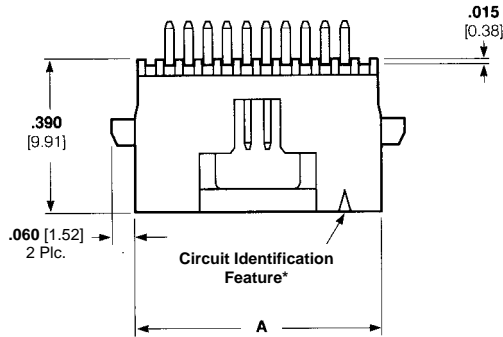 .015
[0.38]
.390
[9.91]
.060 [1.52]
2 Plc.
Circuit Identification
Feature*
A